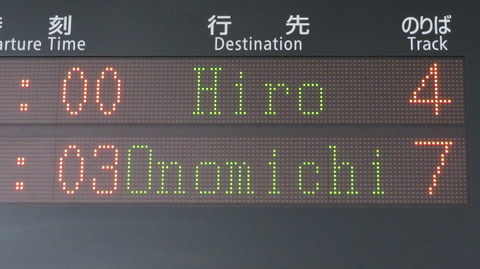 刻 行先 のりば
arture Time Destination Track
:00 Hiro 4
:03 Onomichi 7